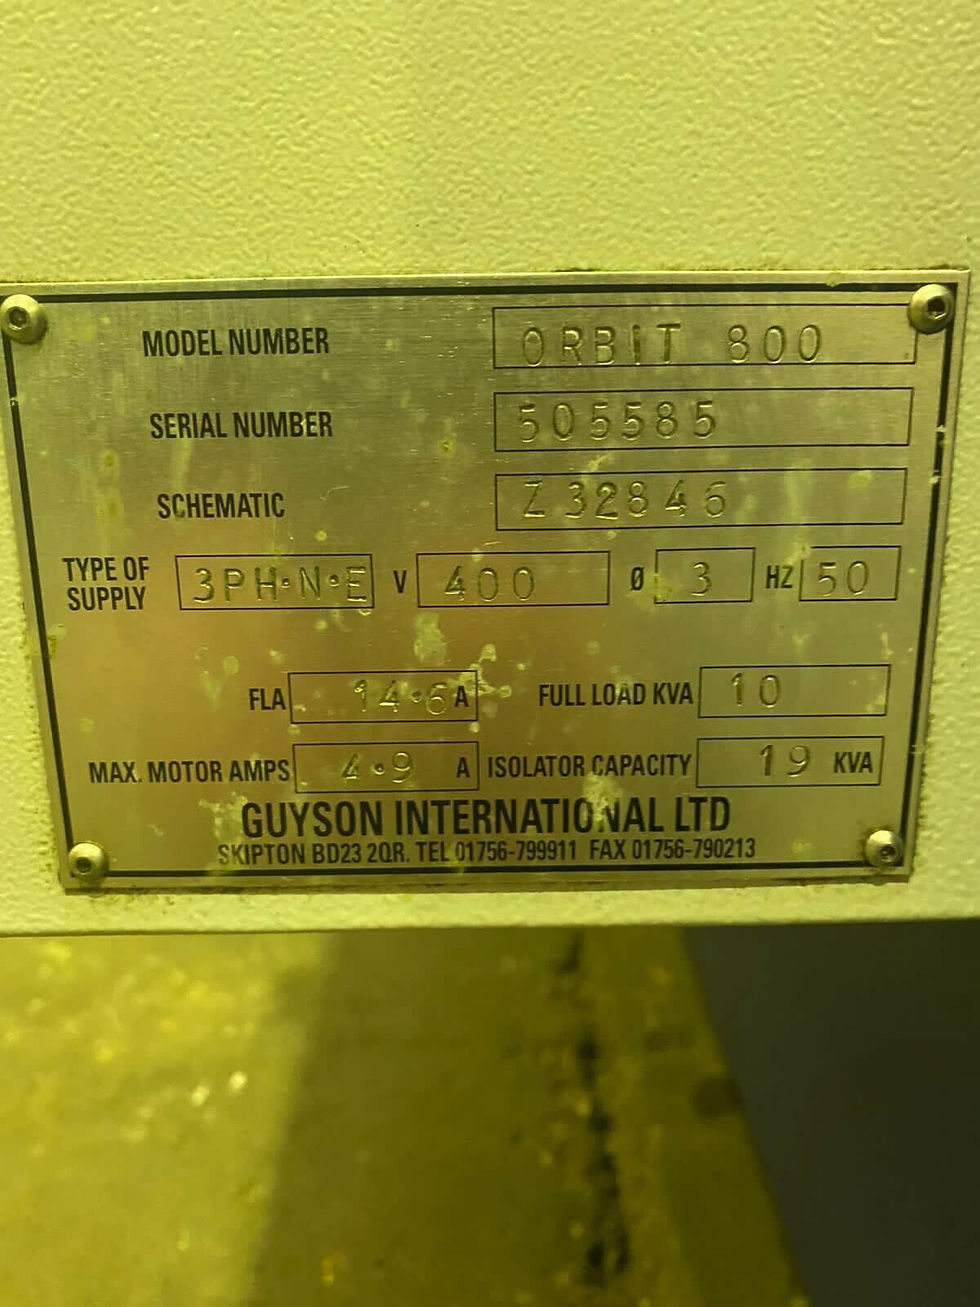 MODEL NUMBER ORBIT 800
SERIAL NUMBER 505585
SCHEMATIC Z32846
TYPE OF SUPPLY 3PH·N·E V 400 Ø 3 HZ 50
FLA 14·6 A FULL LOAD KVA 10
MAX. MOTOR AMPS 4·9 A ISOLATOR CAPACITY 19 KVA
GUYSON INTERNATIONAL LTD
SKIPTON BD23 2QR. TEL 01756-799911 FAX 01756-790213